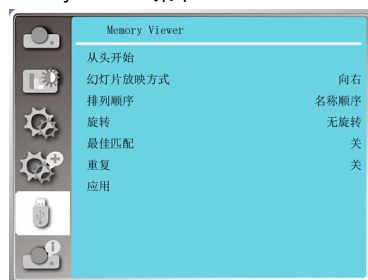 Memory Viewer
从头开始
幻灯片放映方式 向右
排列顺序 名称顺序
旋转 无旋转
最佳匹配 关
重复 关
应用